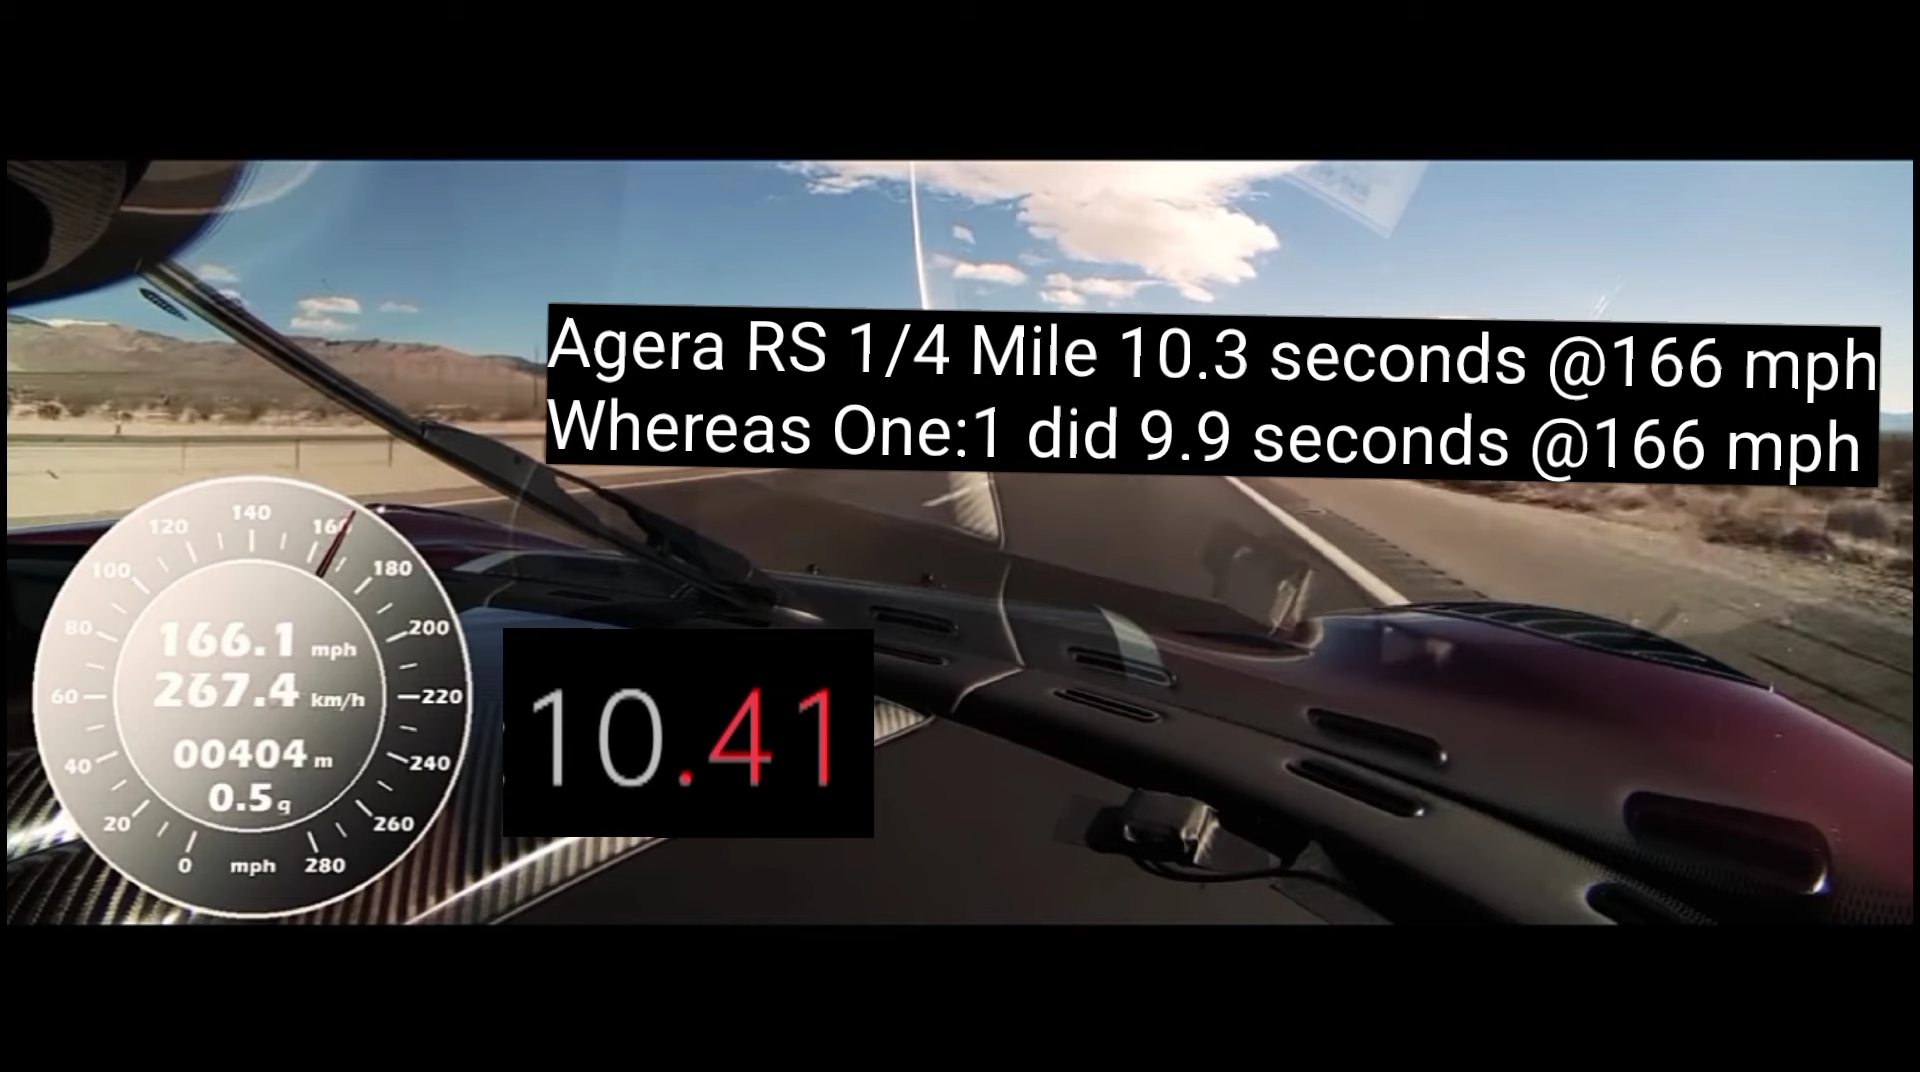 Agera RS 1/4 Mile 10.3 seconds @166 mph
Whereas One:1 did 9.9 seconds @166 mph
140
120
160
100
180
80
200
166.1 mph
267.4 km/h
60
220
00404 m
40
240
0.5 g
20
260
0 mph 280
10.41